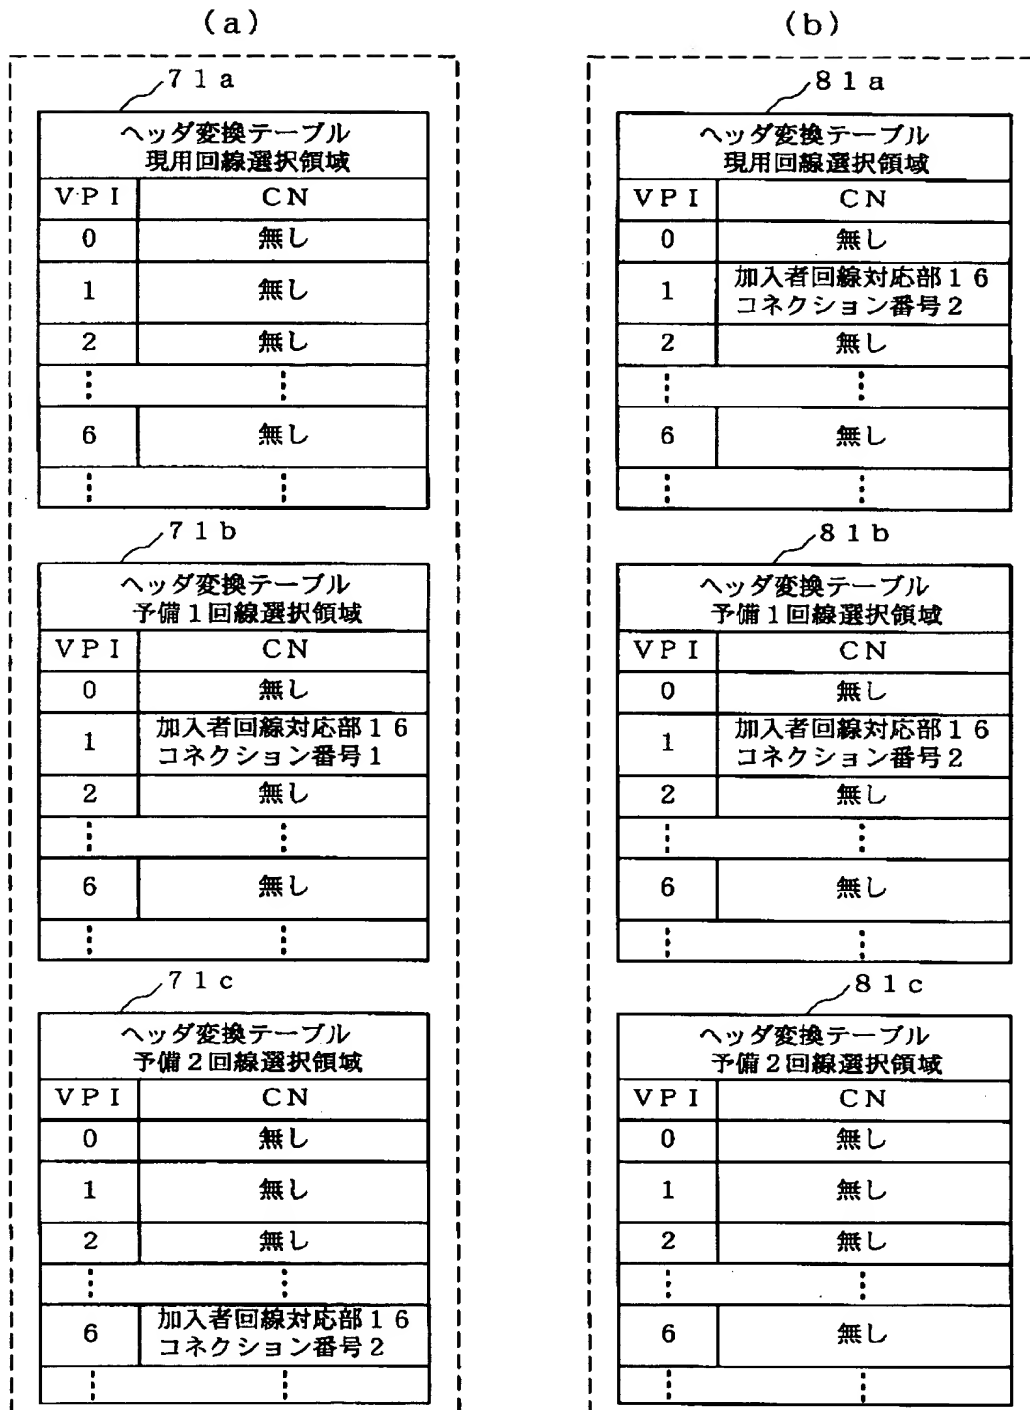 (a)
71a
ヘッダ変換テーブル
現用回線選択領域
VPI CN
0 無し
1 無し
2 無し
⋮ ⋮
6 無し
⋮ ⋮
71b
ヘッダ変換テーブル
予備1回線選択領域
VPI CN
0 無し
1 加入者回線対応部16
コネクション番号1
2 無し
⋮ ⋮
6 無し
⋮ ⋮
71c
ヘッダ変換テーブル
予備2回線選択領域
VPI CN
0 無し
1 無し
2 無し
⋮ ⋮
6 加入者回線対応部16
コネクション番号2
⋮ ⋮
(b)
81a
ヘッダ変換テーブル
現用回線選択領域
VPI CN
0 無し
1 加入者回線対応部16
コネクション番号2
2 無し
⋮ ⋮
6 無し
⋮ ⋮
81b
ヘッダ変換テーブル
予備1回線選択領域
VPI CN
0 無し
1 加入者回線対応部16
コネクション番号2
2 無し
⋮ ⋮
6 無し
⋮ ⋮
81c
ヘッダ変換テーブル
予備2回線選択領域
VPI CN
0 無し
1 無し
2 無し
⋮ ⋮
6 無し
⋮ ⋮